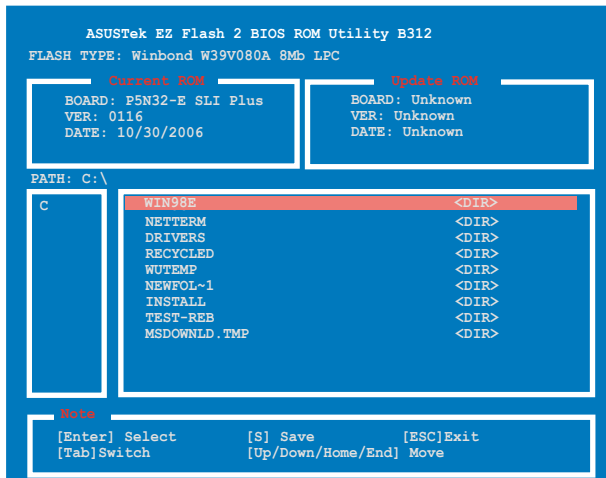 ASUSTek EZ Flash 2 BIOS ROM Utility B312
FLASH TYPE: Winbond W39V080A 8Mb LPC
Current ROM
BOARD: P5N32-E SLI Plus
VER: 0116
DATE: 10/30/2006
Update ROM
BOARD: Unknown
VER: Unknown
DATE: Unknown
PATH: C:\
C
WIN98E <DIR>
NETTERM <DIR>
DRIVERS <DIR>
RECYCLED <DIR>
WUTEMP <DIR>
NEWFOL~1 <DIR>
INSTALL <DIR>
TEST-REB <DIR>
MSDOWNLD.TMP <DIR>
Note
[Enter] Select [S] Save [ESC]Exit
[Tab]Switch [Up/Down/Home/End] Move